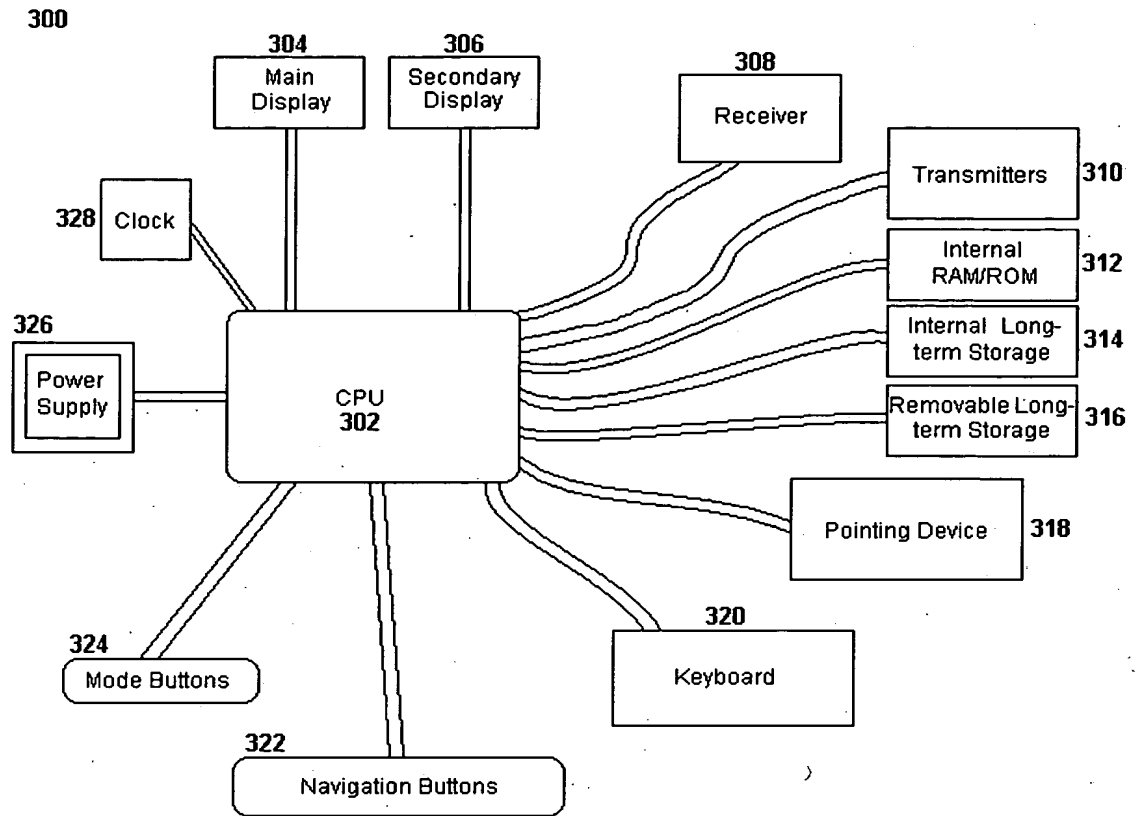 300
304
Main
Display
306
Secondary
Display
308
Receiver
Transmitters
310
Internal
RAM/ROM
312
Internal Long-
term Storage
314
Removable Long-
term Storage
316
328
Clock
326
Power
Supply
CPU
302
Pointing Device
318
320
Keyboard
324
Mode Buttons
322
Navigation Buttons